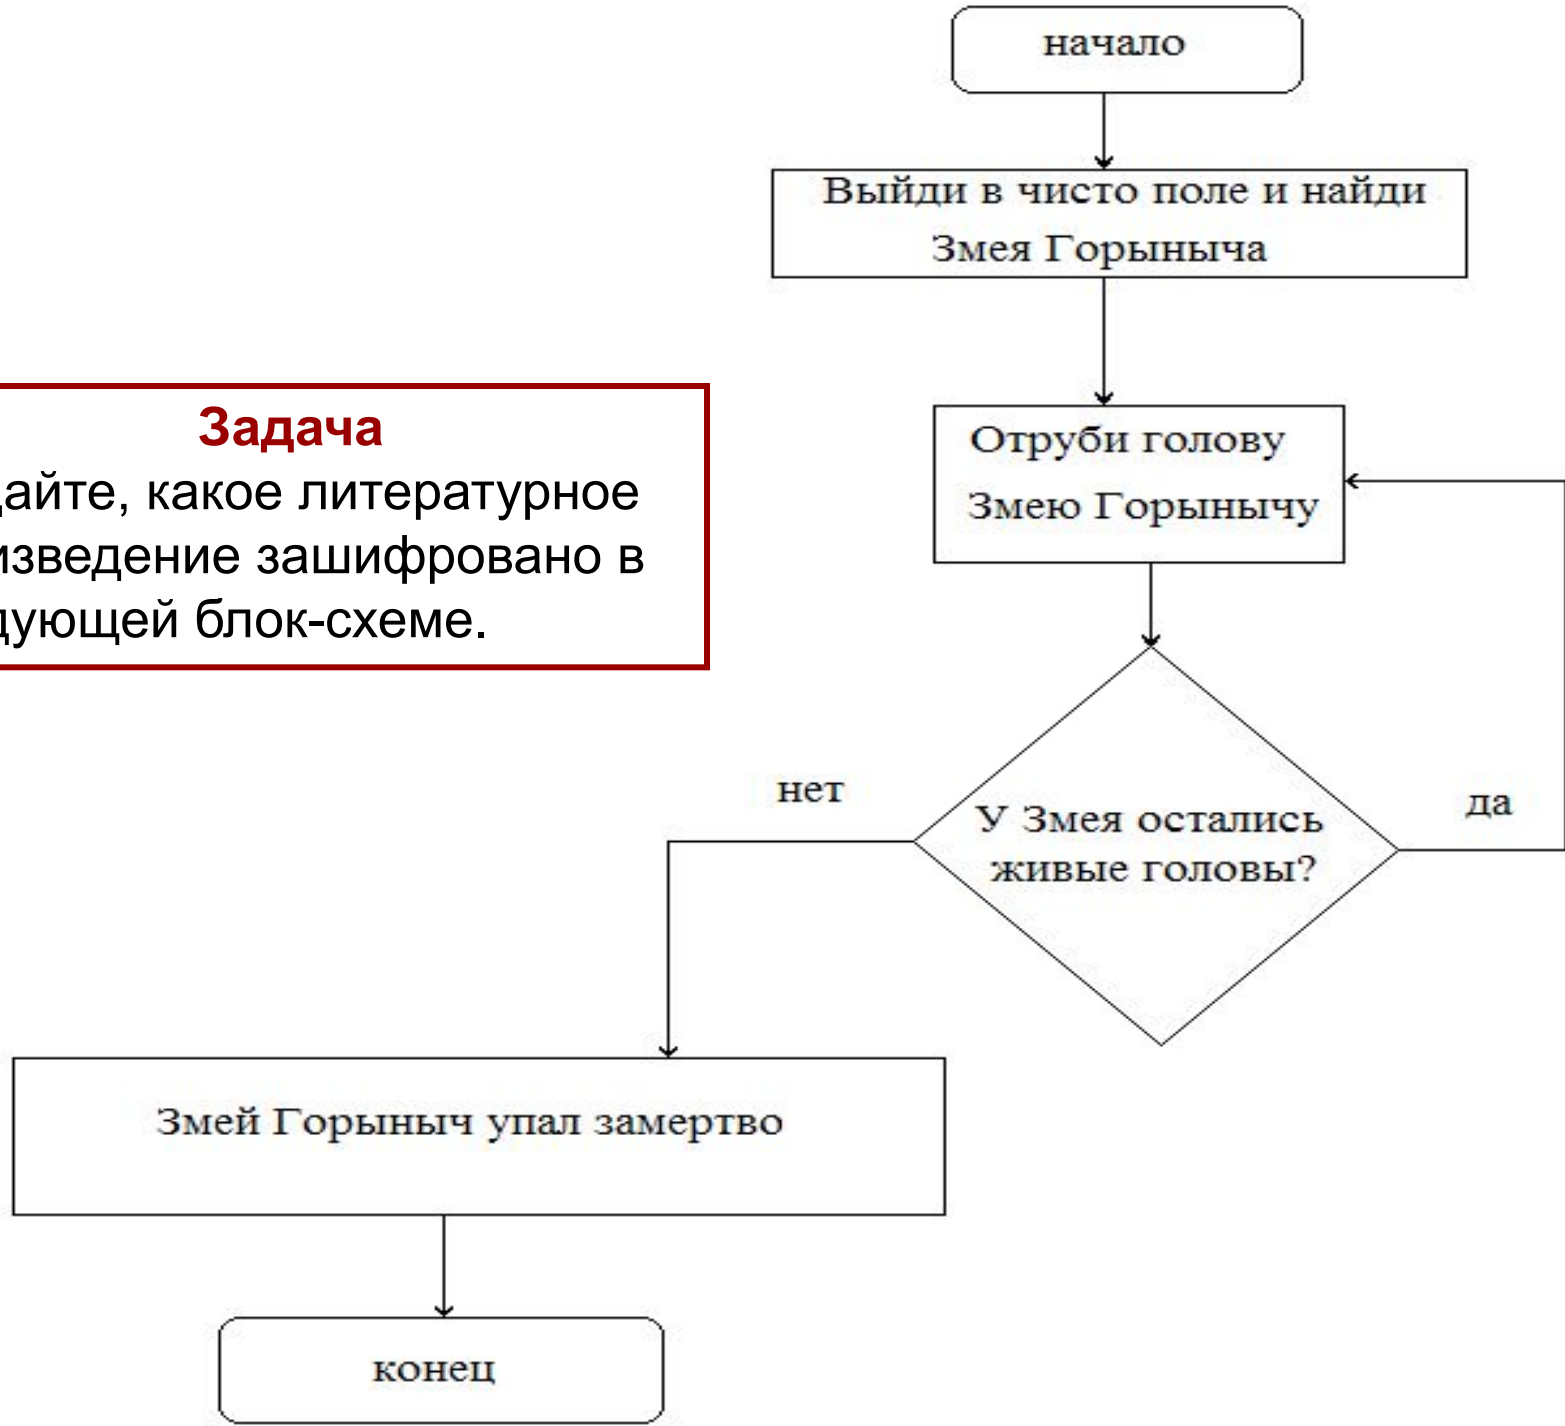 начало
Выйди в чисто поле и найди
Змея Горыныча
Задача
дайте, какое литературное
изведение зашифровано в
дующей блок-схеме.
Отруби голову
Змею Горынычу
нет
да
У Змея остались
живые головы?
Змей Горыныч упал замертво
конец